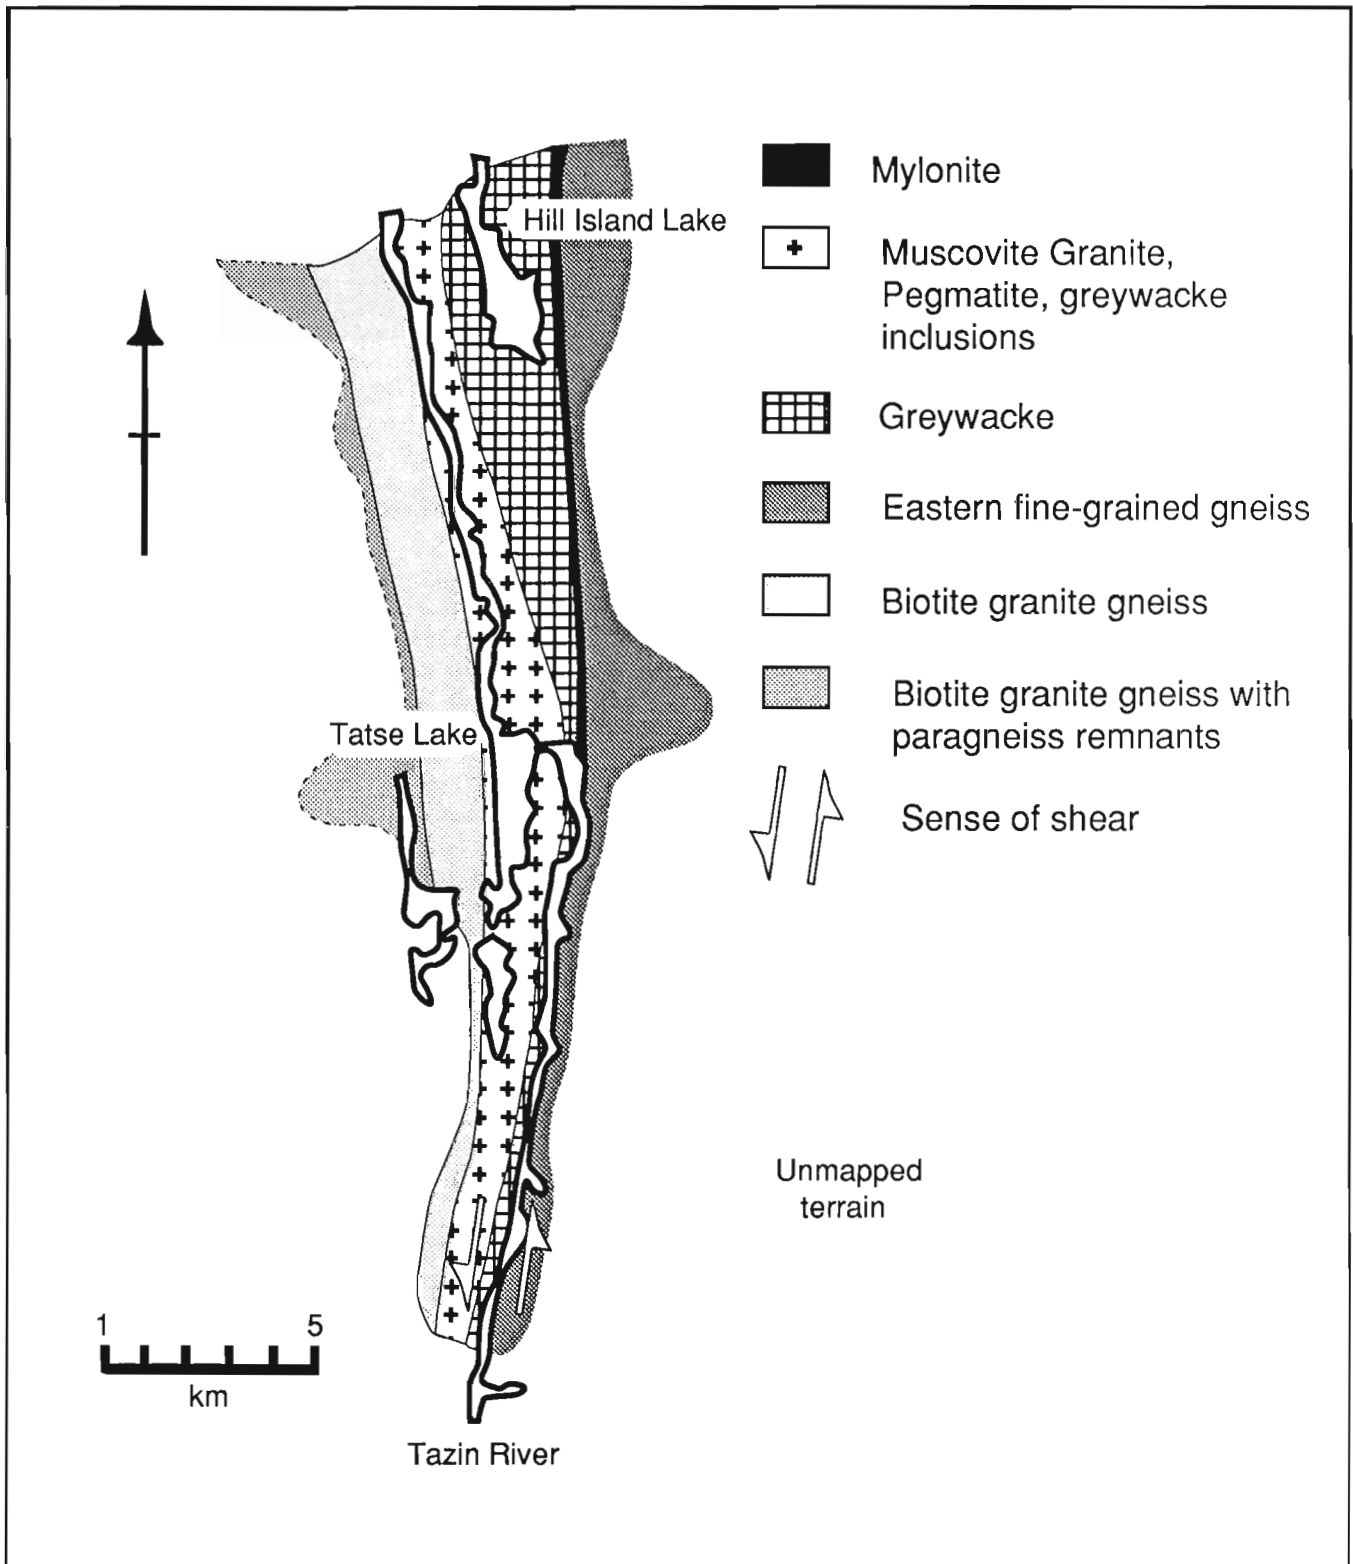 Mylonite
Hill Island Lake
Muscovite Granite,
Pegmatite, greywacke
inclusions
Greywacke
Eastern fine-grained gneiss
Biotite granite gneiss
Biotite granite gneiss with
paragneiss remnants
Tatse Lake
Sense of shear
Unmapped
terrain
1 5
km
Tazin River